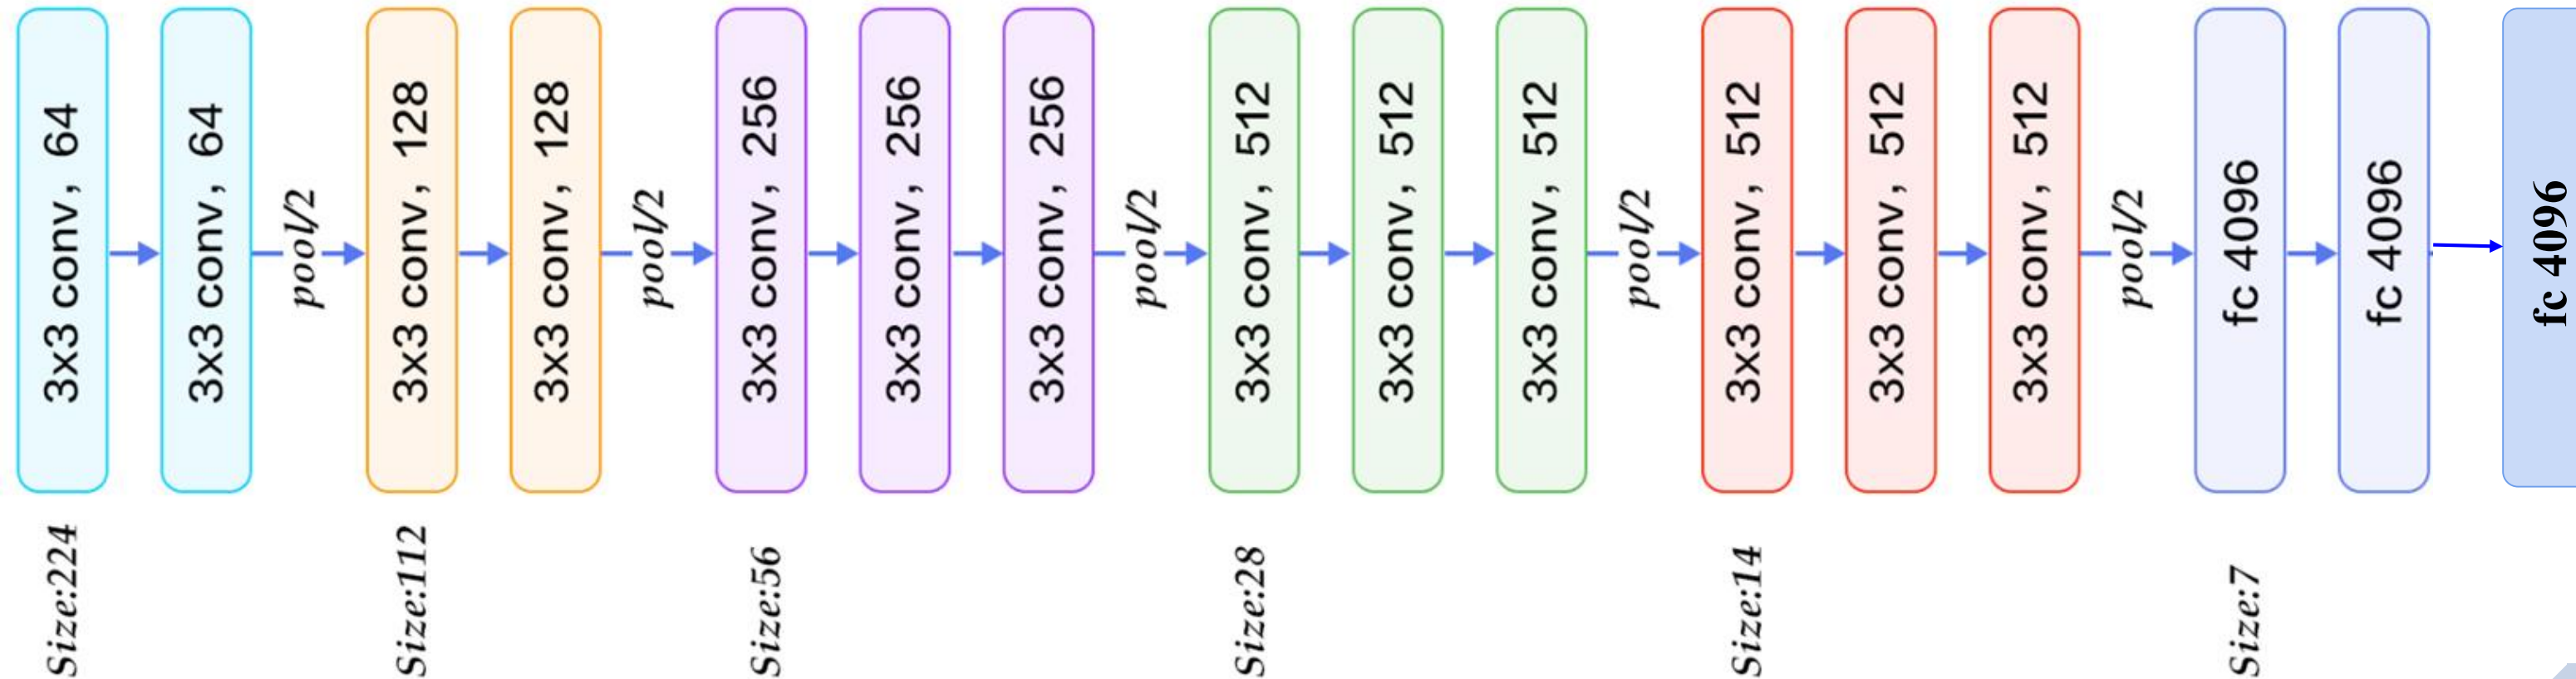 3x3 conv, 64
3x3 conv, 64
pool/2
3x3 conv, 128
3x3 conv, 128
pool/2
3x3 conv, 256
3x3 conv, 256
3x3 conv, 256
pool/2
3x3 conv, 512
3x3 conv, 512
3x3 conv, 512
pool/2
3x3 conv, 512
3x3 conv, 512
3x3 conv, 512
pool/2
fc 4096
fc 4096
fc 4096
Size:224
Size:112
Size:56
Size:28
Size:14
Size:7